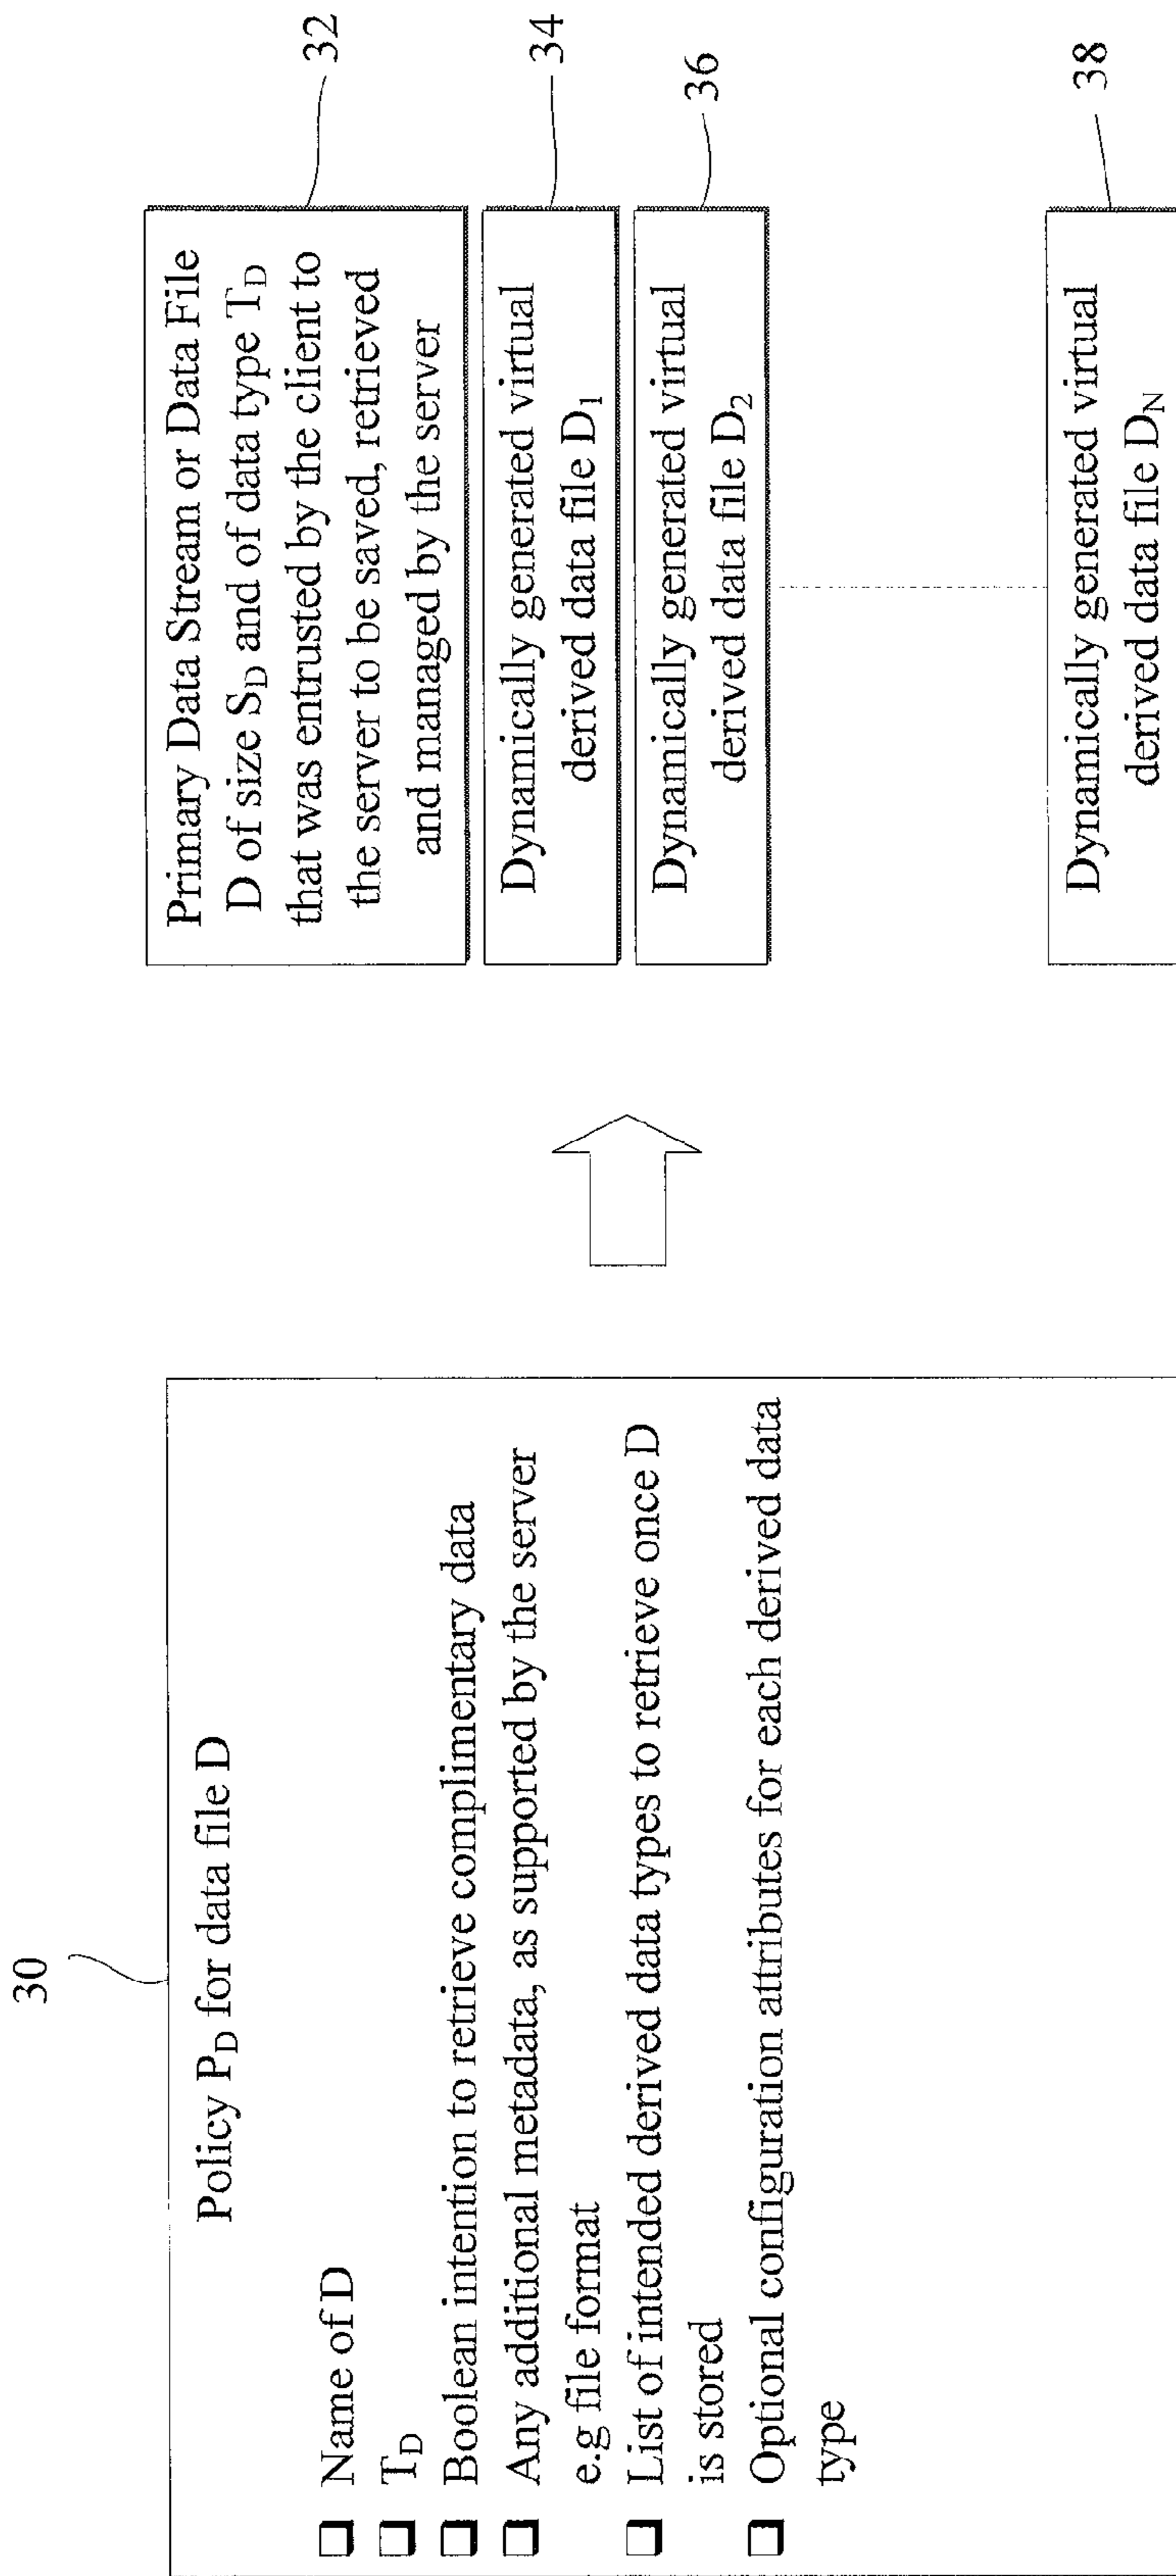 30
Policy P_D for data file D
❑ Name of D
❑ T_D
❑ Boolean intention to retrieve complimentary data
❑ Any additional metadata, as supported by the server
e.g file format
❑ List of intended derived data types to retrieve once D
is stored
❑ Optional configuration attributes for each derived data
type
Primary Data Stream or Data File
D of size S_D and of data type T_D
that was entrusted by the client to
the server to be saved, retrieved
and managed by the server
32
Dynamically generated virtual
derived data file D_1
34
Dynamically generated virtual
derived data file D_2
36
Dynamically generated virtual
derived data file D_N
38